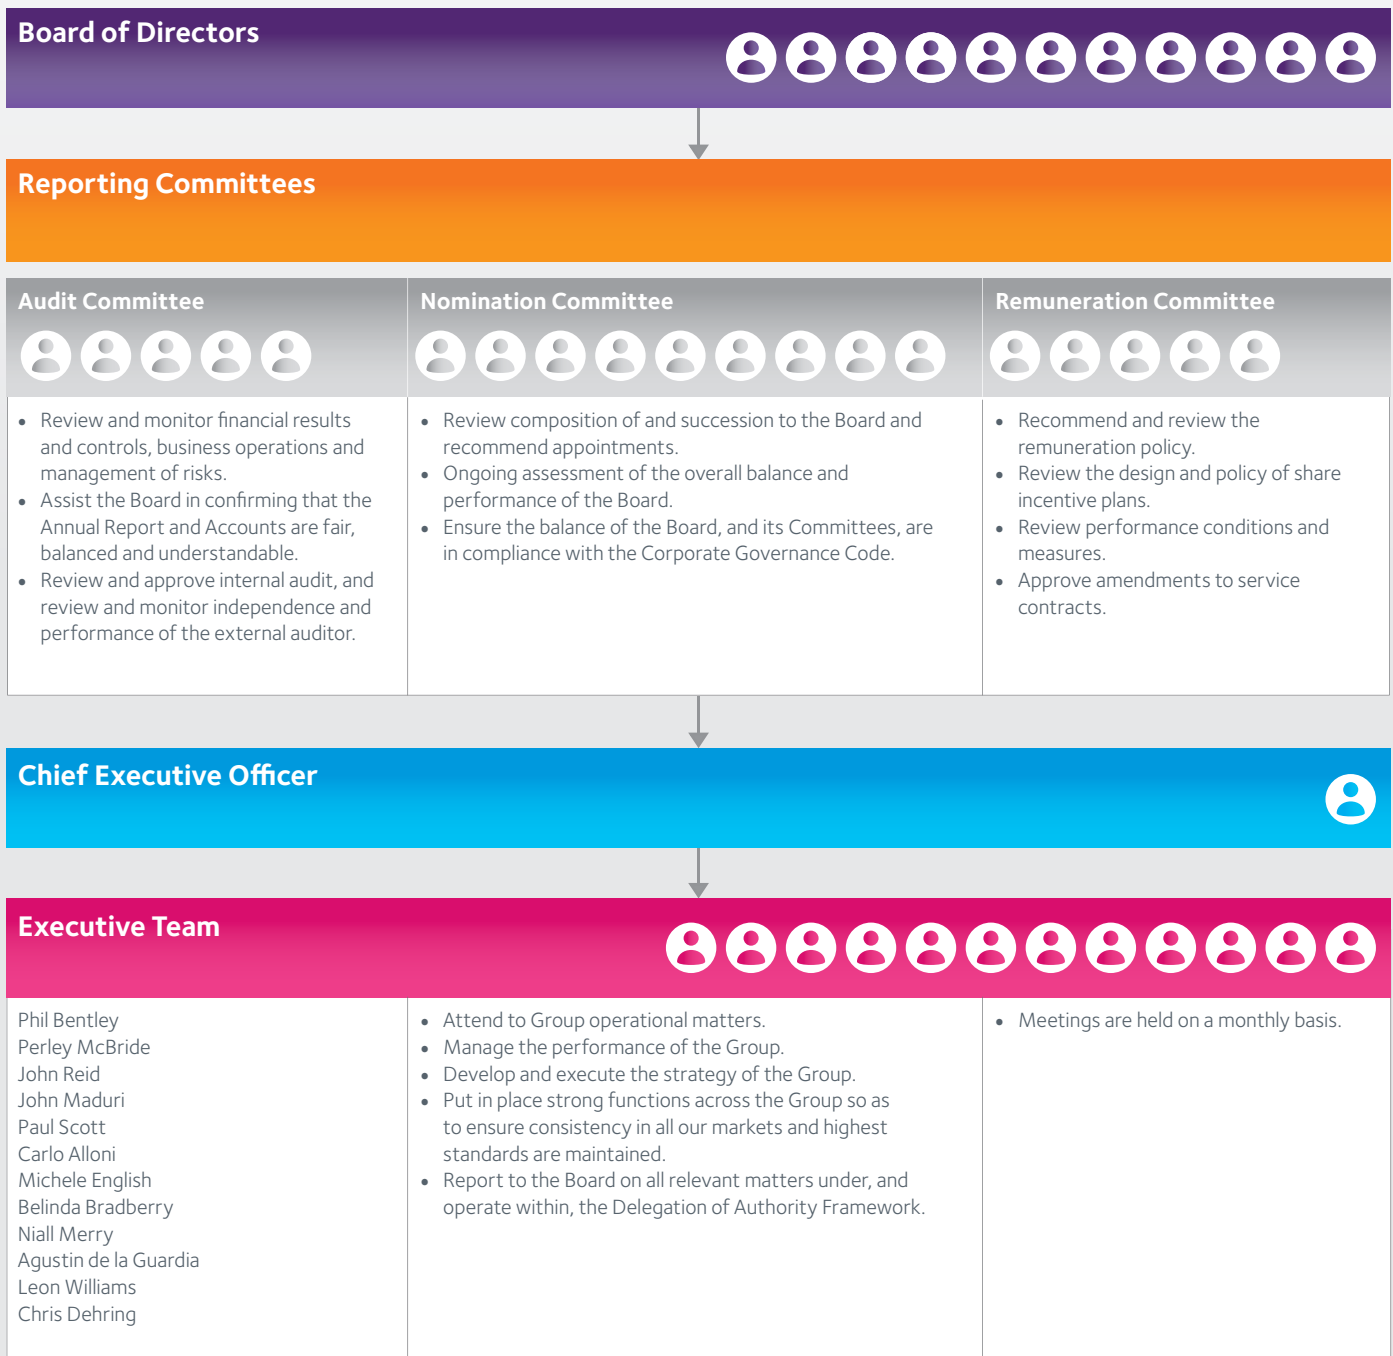 Board of Directors
Reporting Committees
Audit Committee
• Review and monitor financial results
and controls, business operations and
management of risks.
• Assist the Board in confirming that the
Annual Report and Accounts are fair,
balanced and understandable.
• Review and approve internal audit, and
review and monitor independence and
performance of the external auditor.
Nomination Committee
• Review composition of and succession to the Board and
recommend appointments.
• Ongoing assessment of the overall balance and
performance of the Board.
• Ensure the balance of the Board, and its Committees, are
in compliance with the Corporate Governance Code.
Remuneration Committee
• Recommend and review the
remuneration policy.
• Review the design and policy of share
incentive plans.
• Review performance conditions and
measures.
• Approve amendments to service
contracts.
Chief Executive Officer
Executive Team
Phil Bentley
Perley McBride
John Reid
John Maduri
Paul Scott
Carlo Alloni
Michele English
Belinda Bradberry
Niall Merry
Agustin de la Guardia
Leon Williams
Chris Dehring
• Attend to Group operational matters.
• Manage the performance of the Group.
• Develop and execute the strategy of the Group.
• Put in place strong functions across the Group so as
to ensure consistency in all our markets and highest
standards are maintained.
• Report to the Board on all relevant matters under, and
operate within, the Delegation of Authority Framework.
• Meetings are held on a monthly basis.